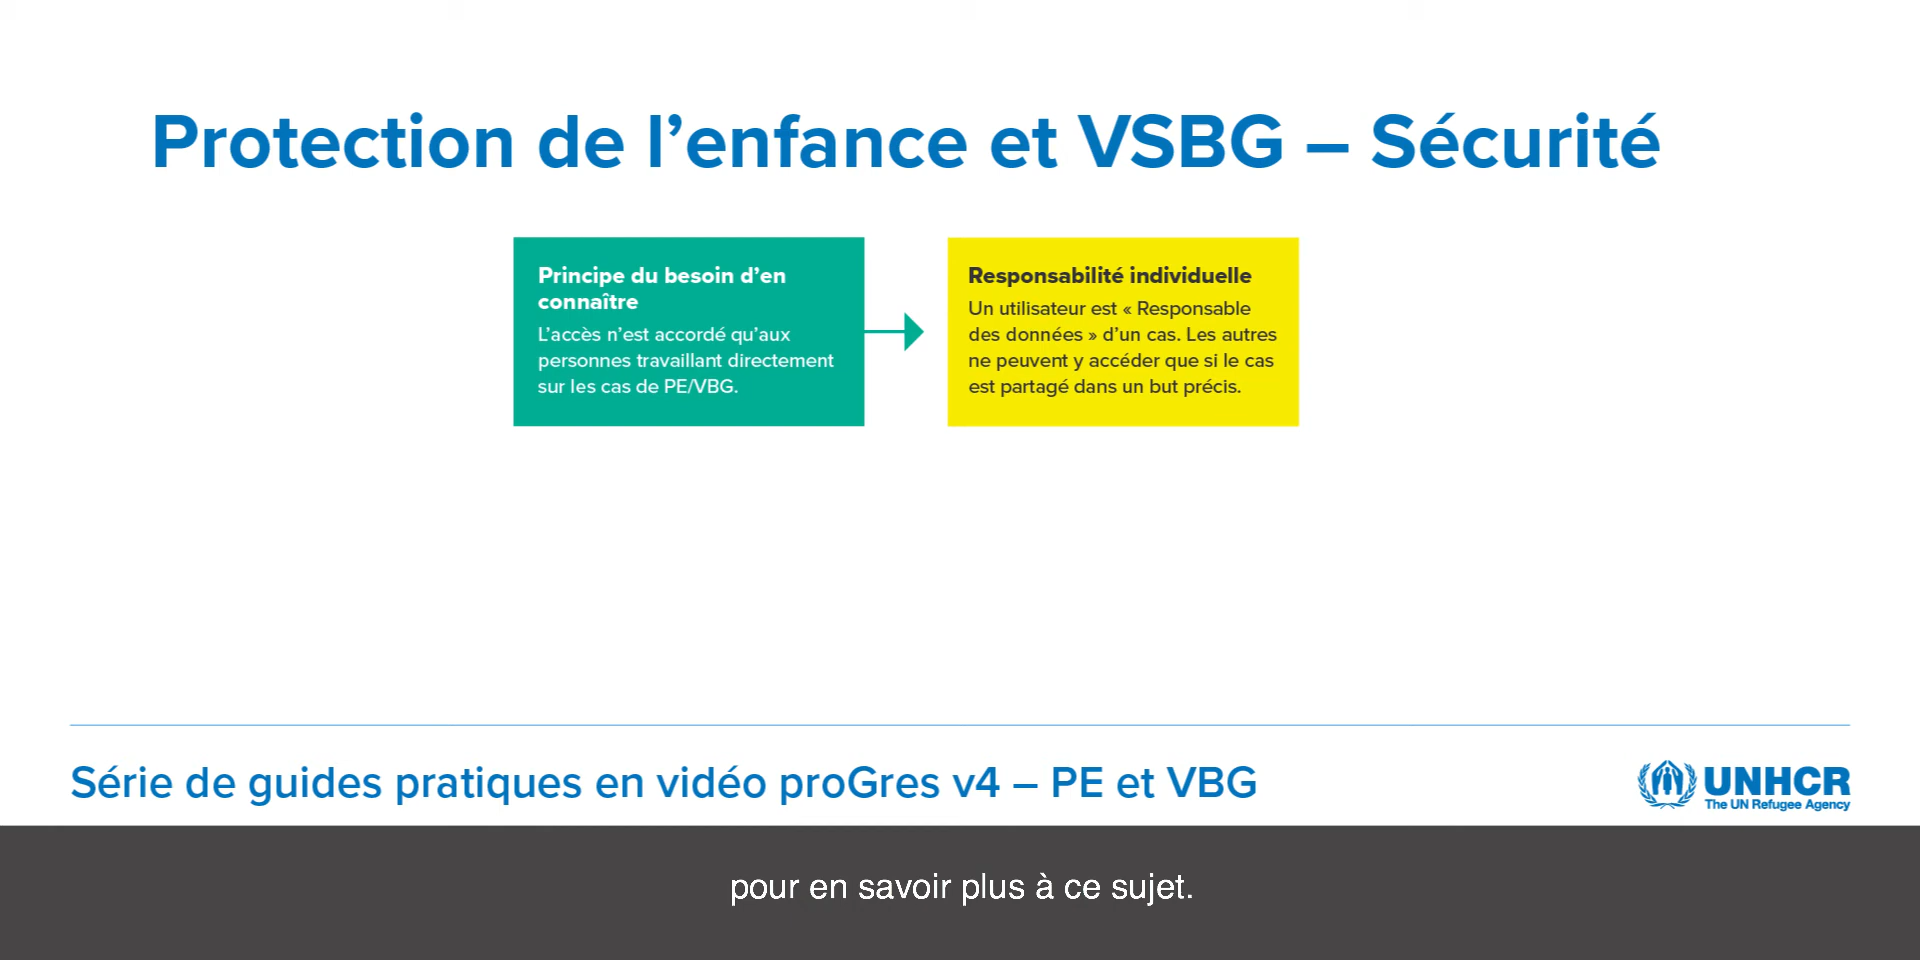 Protection de l’enfance et VSBG – Sécurité
Principe du besoin d’en
connaître
L’accès n’est accordé qu’aux
personnes travaillant directement
sur les cas de PE/VBG.
Responsabilité individuelle
Un utilisateur est « Responsable
des données » d’un cas. Les autres
ne peuvent y accéder que si le cas
est partagé dans un but précis.
Série de guides pratiques en vidéo proGres v4 – PE et VBG
UNHCR
The UN Refugee Agency
pour en savoir plus à ce sujet.